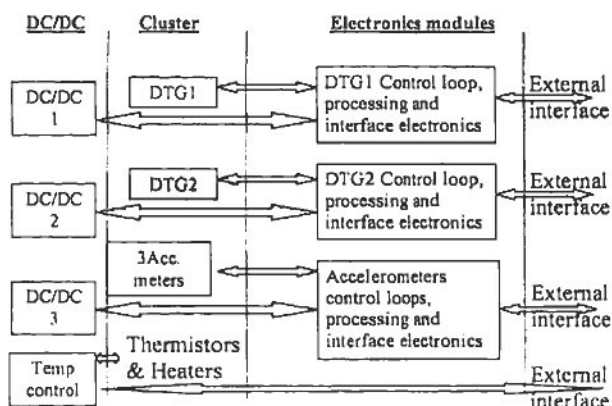 DC/DC Cluster Electronics modules
DC/DC
1
DTG1
DTG1 Control loop,
processing and
interface electronics
External
interface
DC/DC
2
DTG2
DTG2 Control loop,
processing and
interface electronics
External
interface
DC/DC
3
3Acc.
meters
Accelerometers
control loops,
processing and
interface electronics
External
interface
Temp
control
Thermistors
& Heaters
External
interface